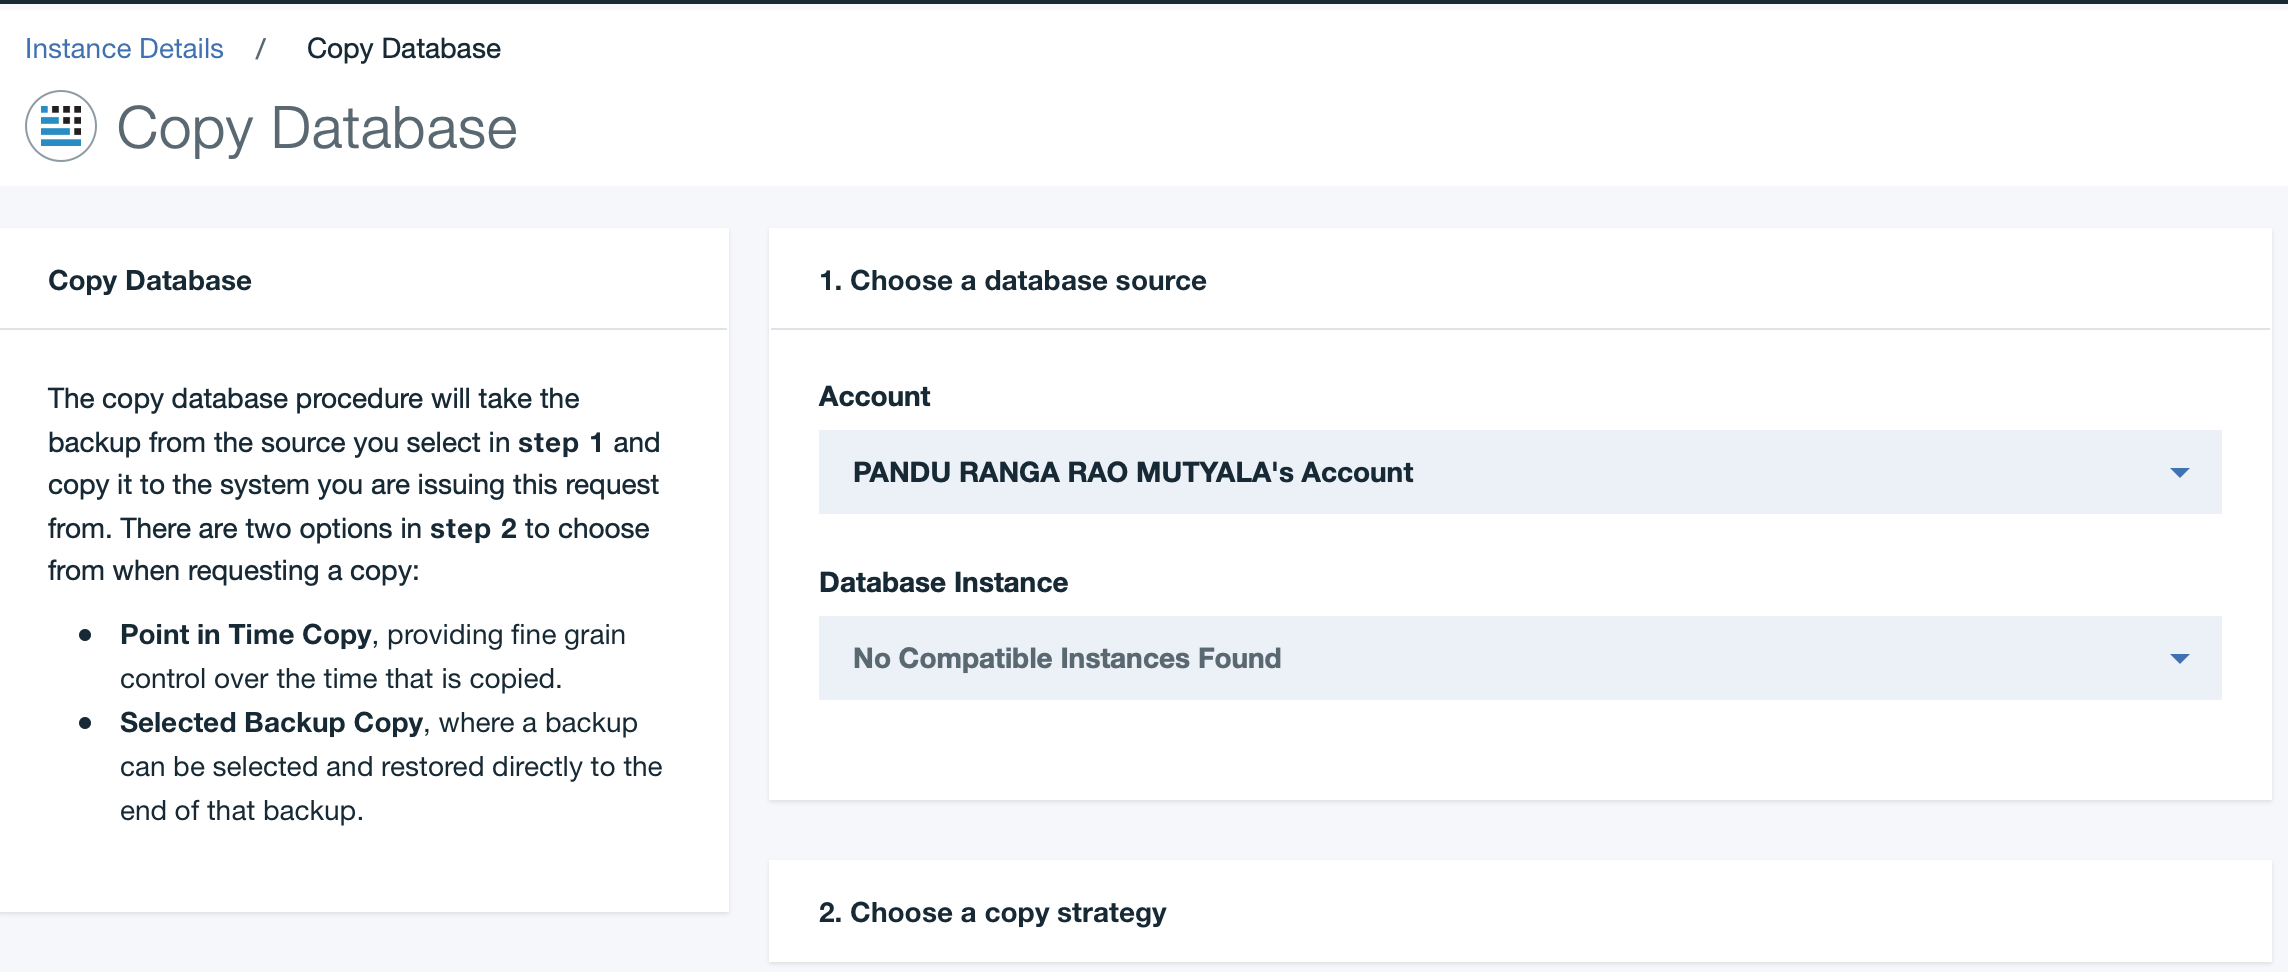 Instance Details / Copy Database
Copy Database
Copy Database
The copy database procedure will take the
backup from the source you select in step 1 and
copy it to the system you are issuing this request
from. There are two options in step 2 to choose
from when requesting a copy:
● Point in Time Copy, providing fine grain
control over the time that is copied.
● Selected Backup Copy, where a backup
can be selected and restored directly to the
end of that backup.
1. Choose a database source
Account
PANDU RANGA RAO MUTYALA's Account
Database Instance
No Compatible Instances Found
2. Choose a copy strategy